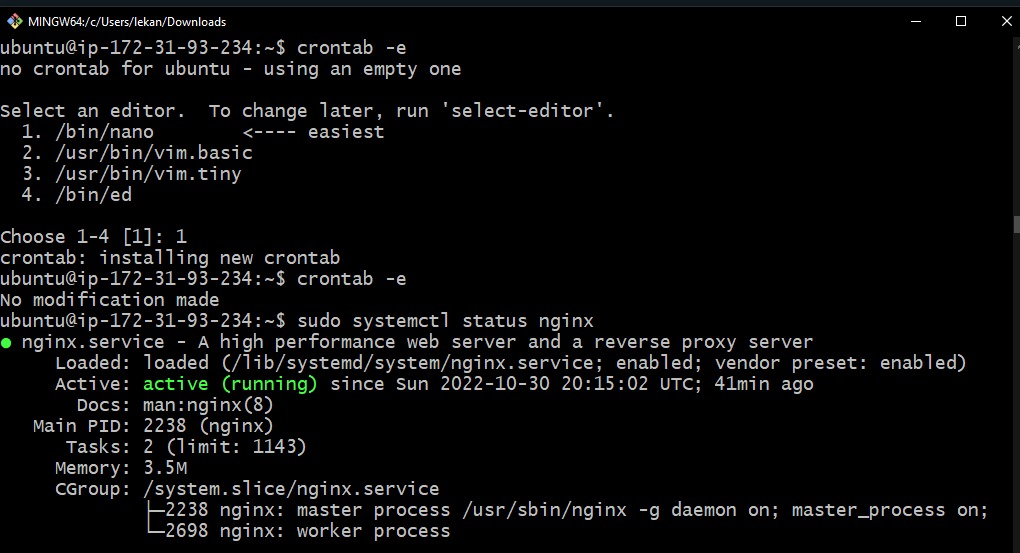 MINGW64:/c/Users/lekan/Downloads
ubuntu@ip-172-31-93-234:~$ crontab -e
no crontab for ubuntu - using an empty one
Select an editor.  To change later, run 'select-editor'.
  1. /bin/nano        <---- easiest
  2. /usr/bin/vim.basic
  3. /usr/bin/vim.tiny
  4. /bin/ed
Choose 1-4 [1]: 1
crontab: installing new crontab
ubuntu@ip-172-31-93-234:~$ crontab -e
No modification made
ubuntu@ip-172-31-93-234:~$ sudo systemctl status nginx
● nginx.service - A high performance web server and a reverse proxy server
     Loaded: loaded (/lib/systemd/system/nginx.service; enabled; vendor preset: enabled)
     Active: active (running) since Sun 2022-10-30 20:15:02 UTC; 41min ago
       Docs: man:nginx(8)
   Main PID: 2238 (nginx)
      Tasks: 2 (limit: 1143)
     Memory: 3.5M
     CGroup: /system.slice/nginx.service
             ├─2238 nginx: master process /usr/sbin/nginx -g daemon on; master_process on;
             └─2698 nginx: worker process